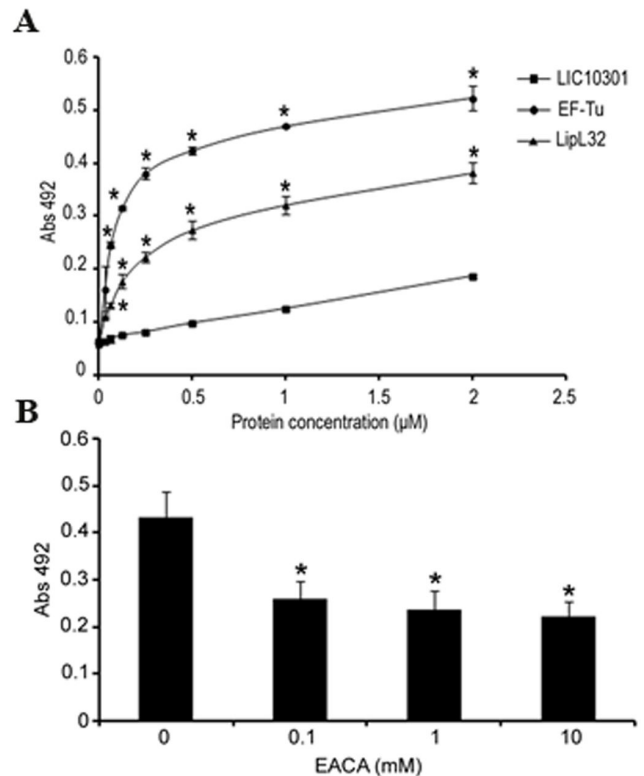 A
0.6
0.5
0.4
0.3
0.2
0.1
0
Abs 492
* * * * * * *
* * * * * *
0 0.5 1 1.5 2 2.5
Protein concentration (µM)
LIC10301
EF-Tu
LipL32
B
0.6
0.5
0.4
0.3
0.2
0.1
0
Abs 492
* * *
0 0.1 1 10
EACA (mM)